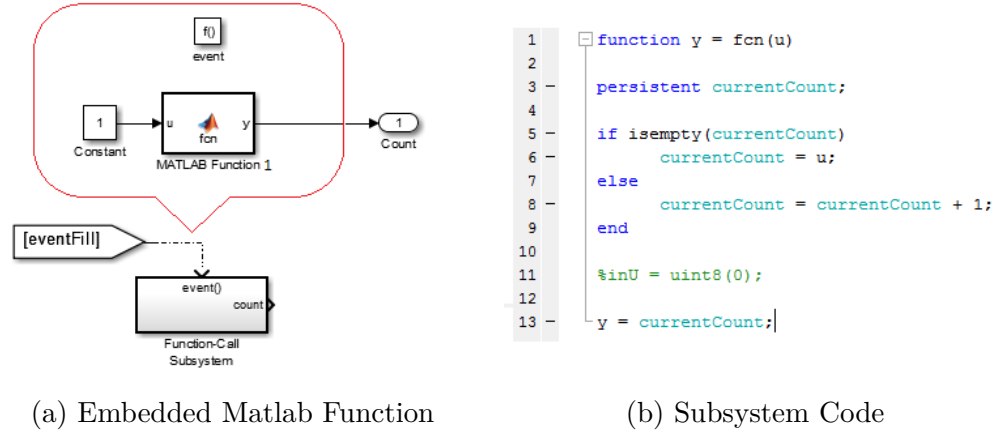 f()
event
1
Constant
u
y
fcn
MATLAB Function 1
1
Count
[eventFill]
event()
count
Function-Call
Subsystem
(a) Embedded Matlab Function
1 function y = fcn(u)
2
3 – persistent currentCount;
4
5 – if isempty(currentCount)
6 – currentCount = u;
7 else
8 – currentCount = currentCount + 1;
9 end
10
11 %inU = uint8(0);
12
13 – y = currentCount;
(b) Subsystem Code